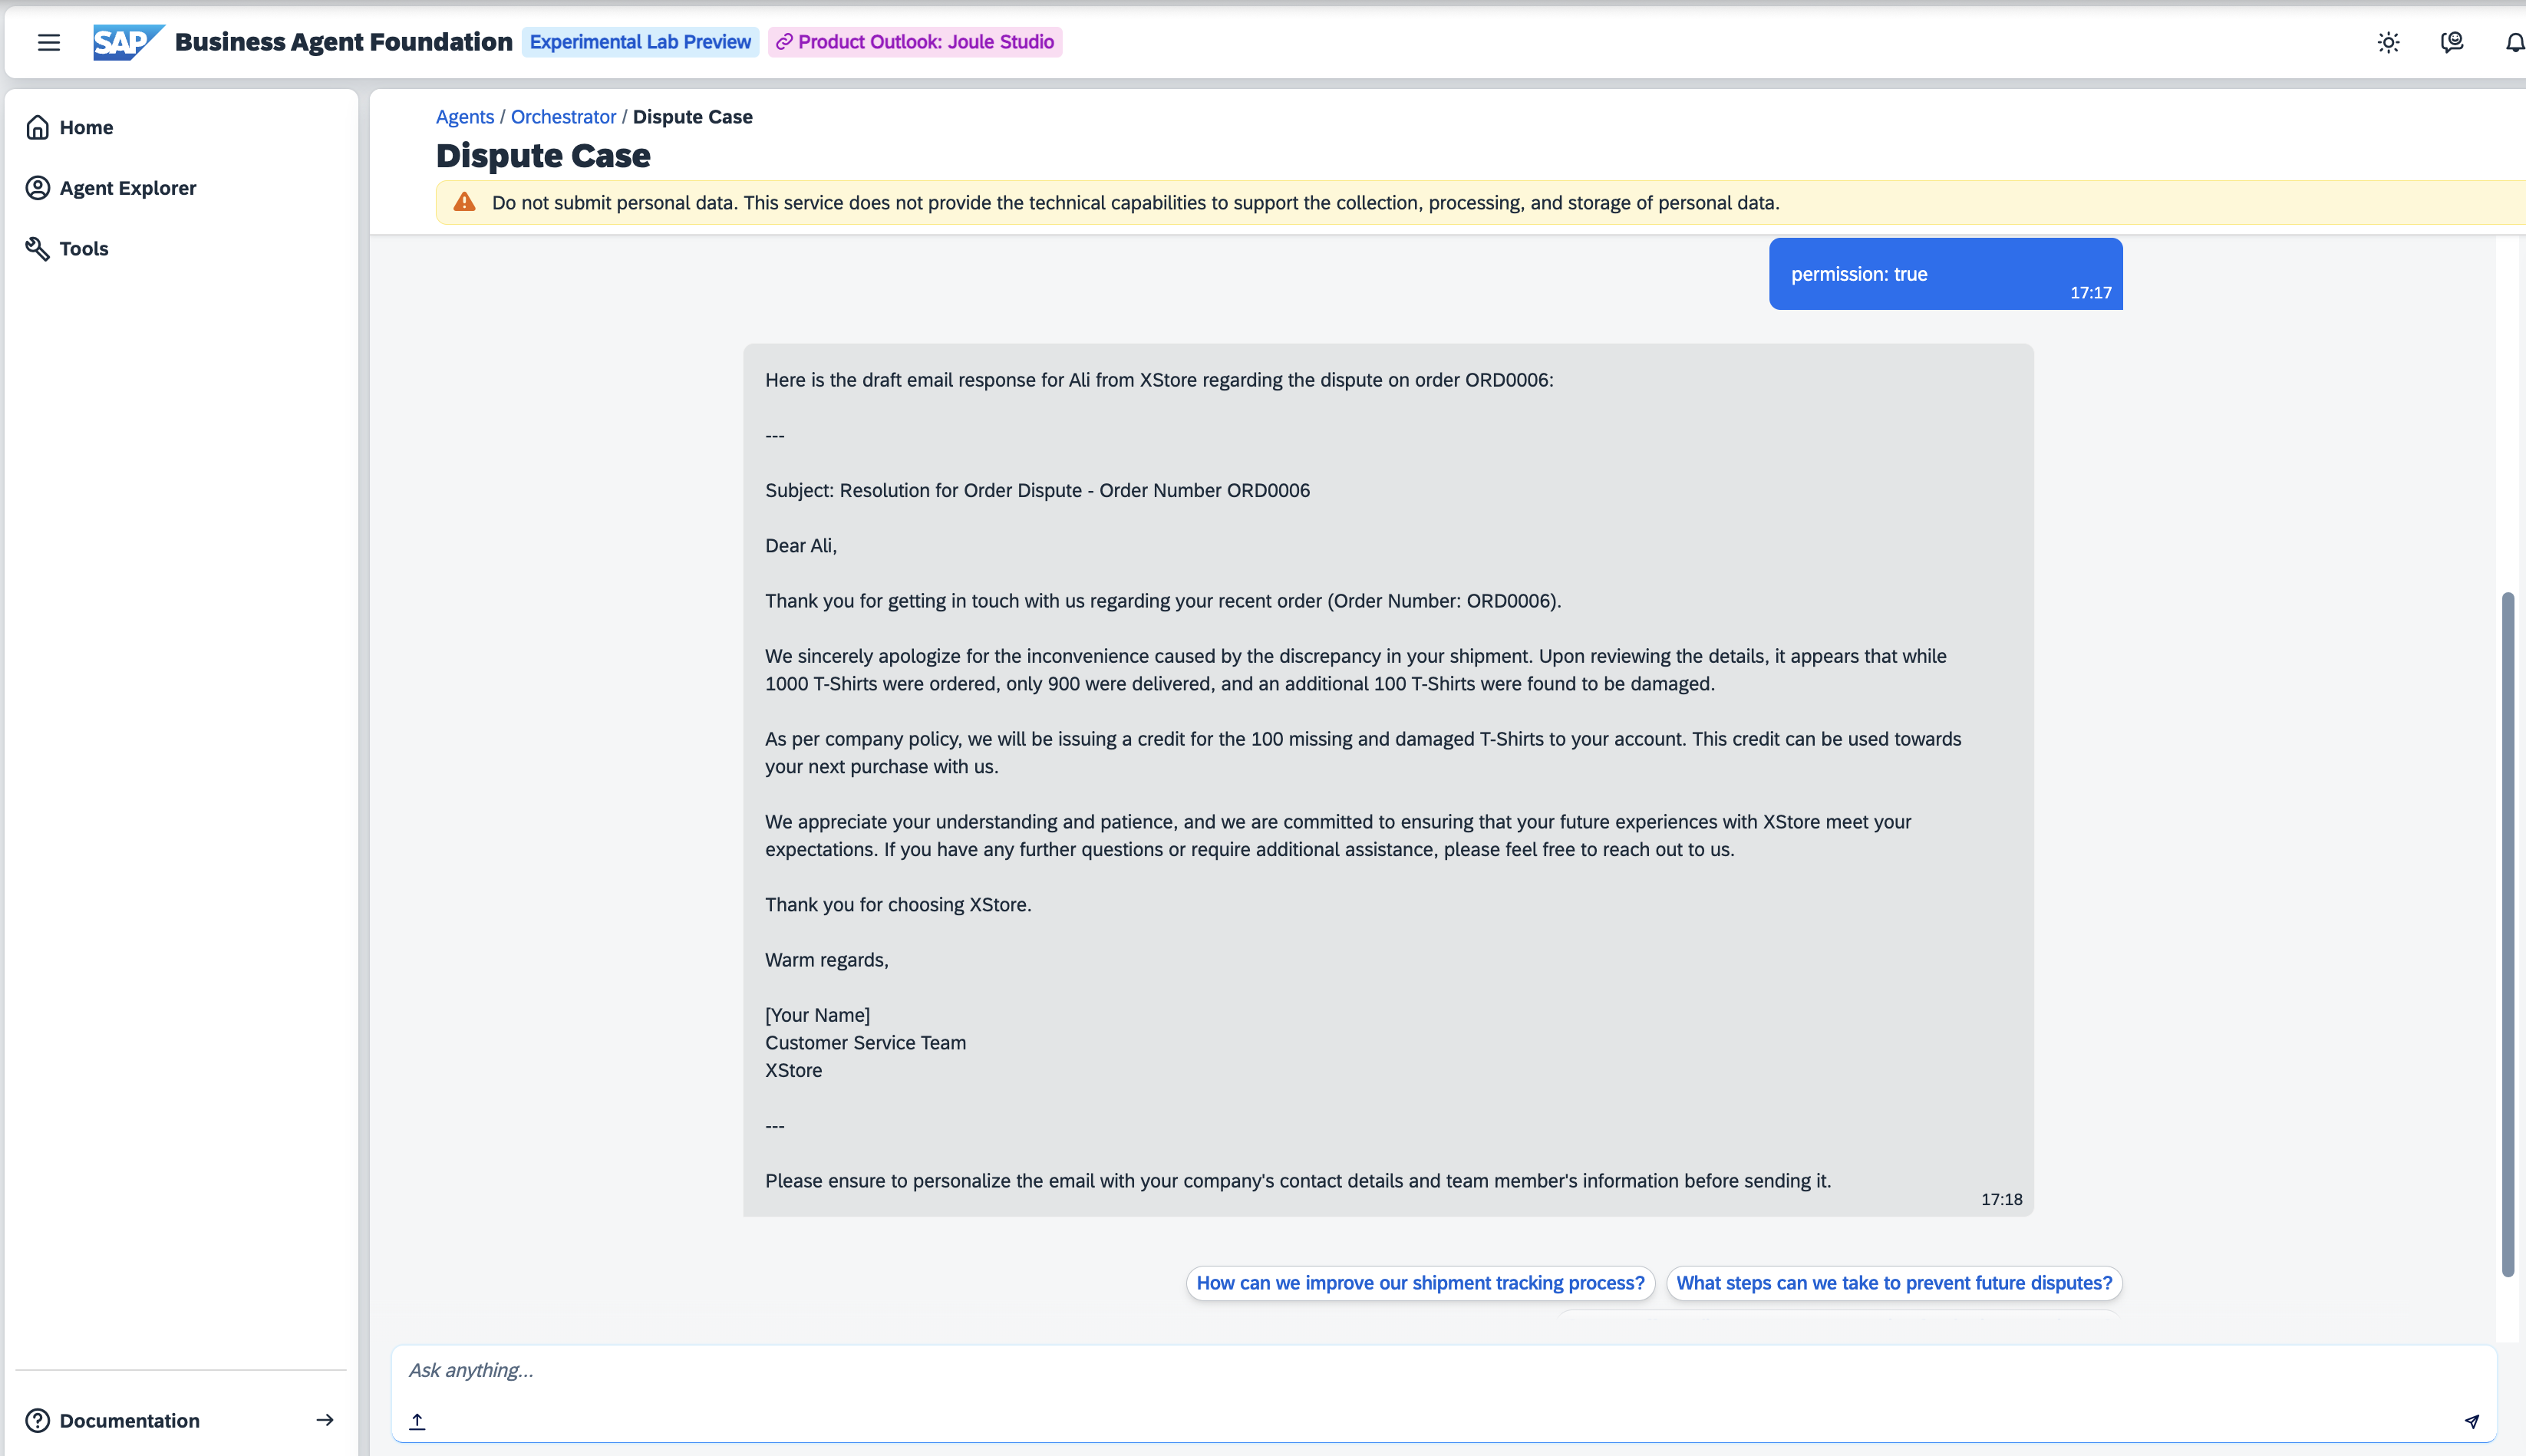 SAP Business Agent Foundation Experimental Lab Preview Product Outlook: Joule Studio
Home
Agent Explorer
Tools
Agents / Orchestrator / Dispute Case
Dispute Case
Do not submit personal data. This service does not provide the technical capabilities to support the collection, processing, and storage of personal data.
permission: true
17:17
Here is the draft email response for Ali from XStore regarding the dispute on order ORD0006:
---
Subject: Resolution for Order Dispute - Order Number ORD0006
Dear Ali,
Thank you for getting in touch with us regarding your recent order (Order Number: ORD0006).
We sincerely apologize for the inconvenience caused by the discrepancy in your shipment. Upon reviewing the details, it appears that while
1000 T-Shirts were ordered, only 900 were delivered, and an additional 100 T-Shirts were found to be damaged.
As per company policy, we will be issuing a credit for the 100 missing and damaged T-Shirts to your account. This credit can be used towards
your next purchase with us.
We appreciate your understanding and patience, and we are committed to ensuring that your future experiences with XStore meet your
expectations. If you have any further questions or require additional assistance, please feel free to reach out to us.
Thank you for choosing XStore.
Warm regards,
[Your Name]
Customer Service Team
XStore
---
Please ensure to personalize the email with your company's contact details and team member's information before sending it.
17:18
How can we improve our shipment tracking process? What steps can we take to prevent future disputes?
Ask anything...
Documentation